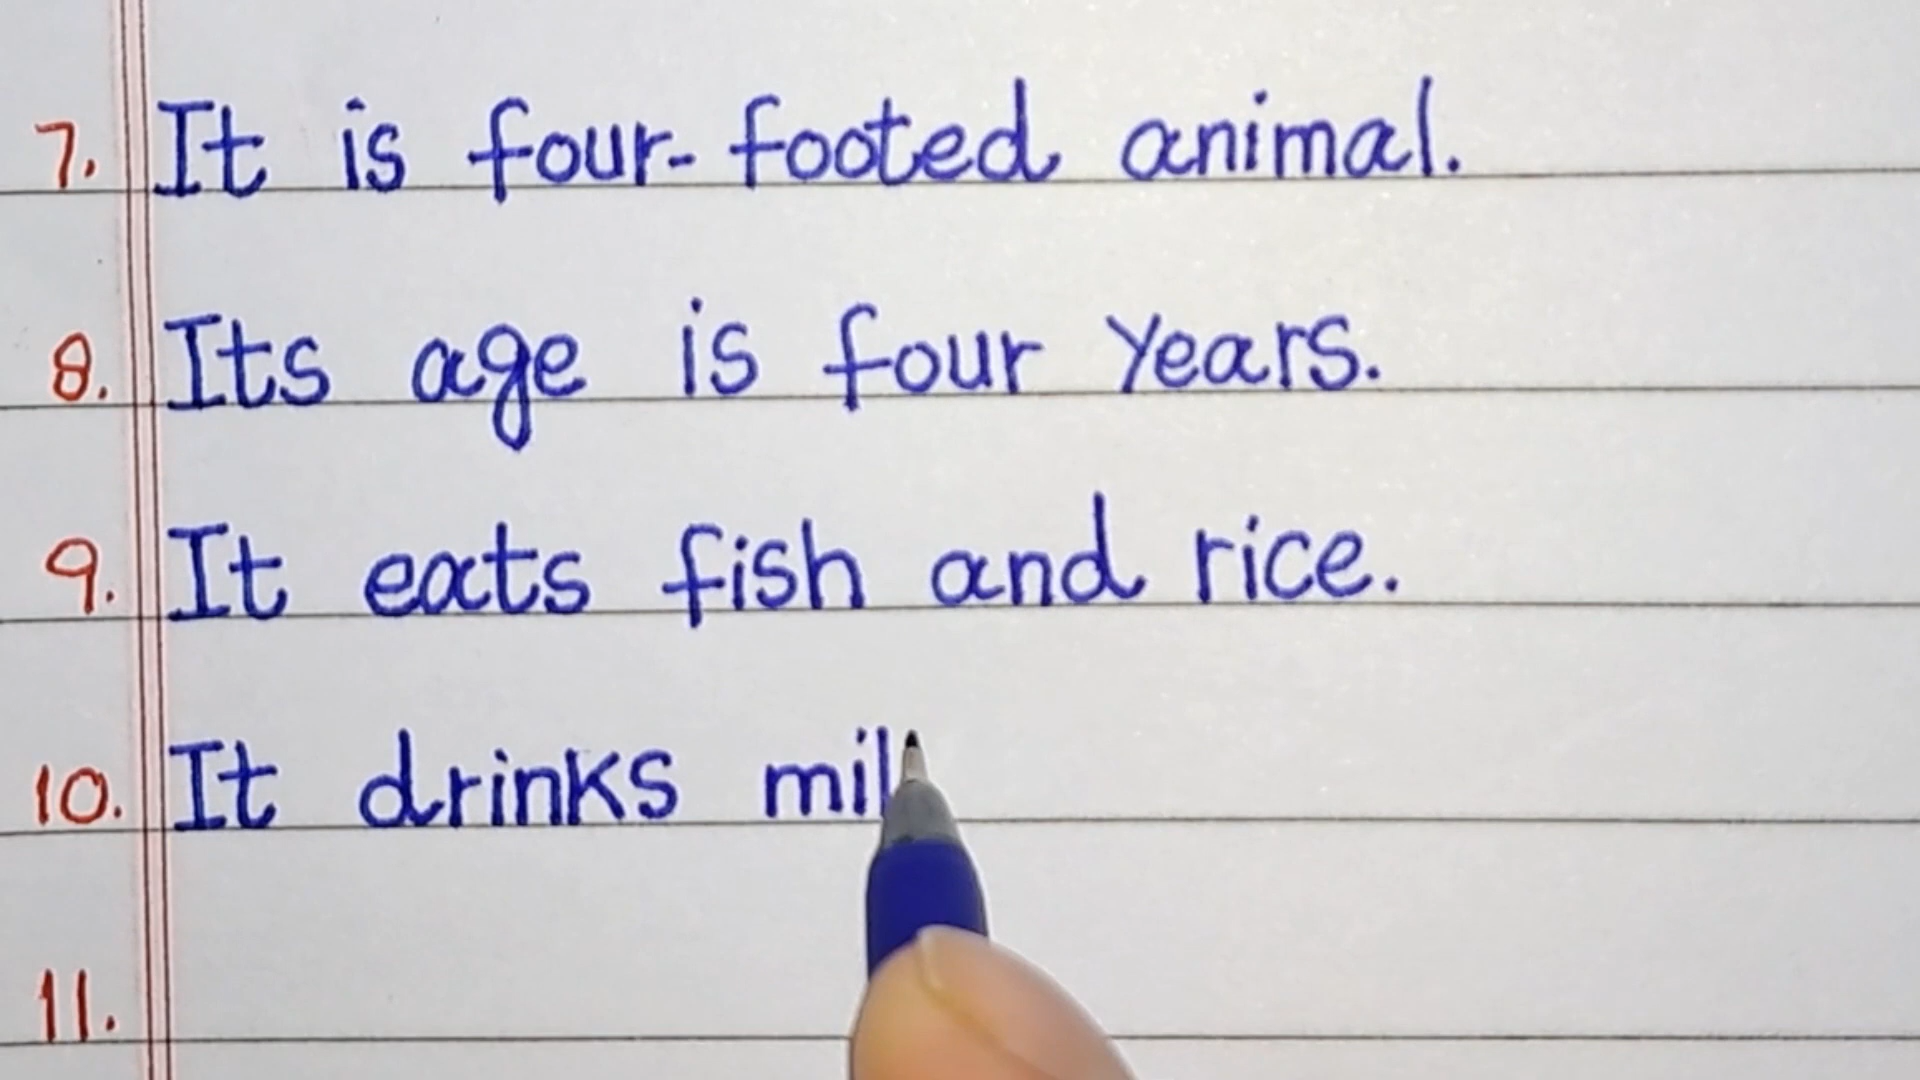 7. It is four-footed animal.
8. Its age is four years.
9. It eats fish and rice.
10. It drinks mil
11.